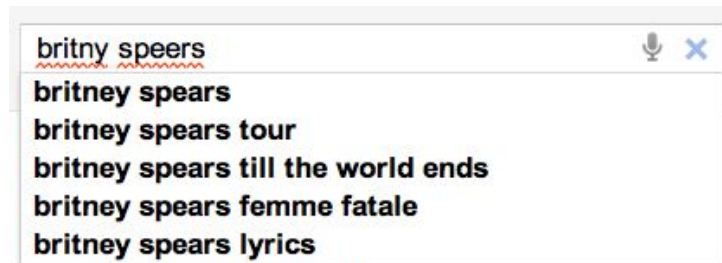 britny speers
britney spears
britney spears tour
britney spears till the world ends
britney spears femme fatale
britney spears lyrics